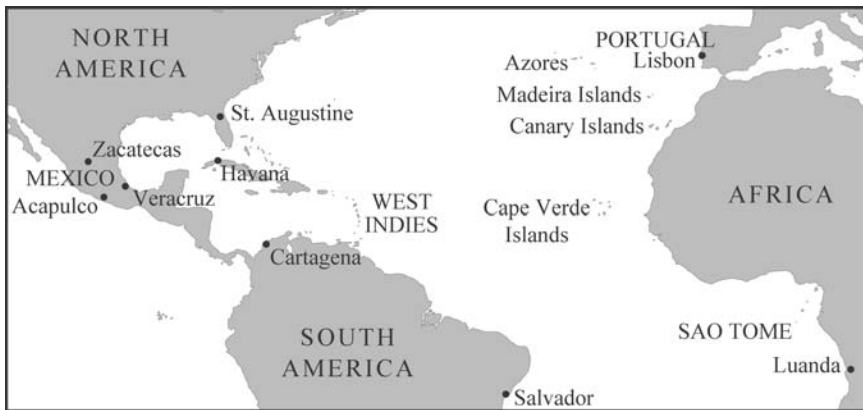 NORTH
AMERICA
PORTUGAL
Azores
Lisbon
Madeira Islands
St. Augustine
Canary Islands
Zacatecas
Havana
MEXICO
Veracruz
Acapulco
WEST
INDIES
AFRICA
Cape Verde
Islands
Cartagena
SOUTH
AMERICA
SAO TOME
Luanda
Salvador